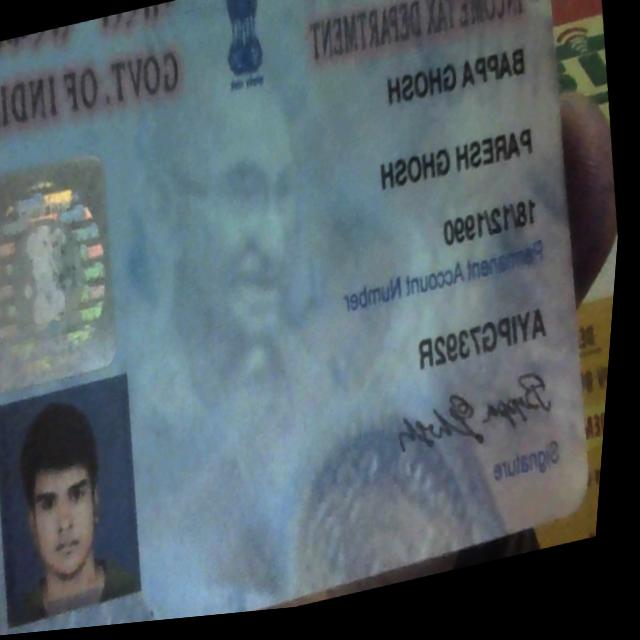 INCOME TAX DEPARTMENT
GOVT. OF INDI
BAPPA GHOSH
PARESH GHOSH
18/12/1990
Permanent Account Number
AYIPG7392R
Bappa Ghosh
Signature